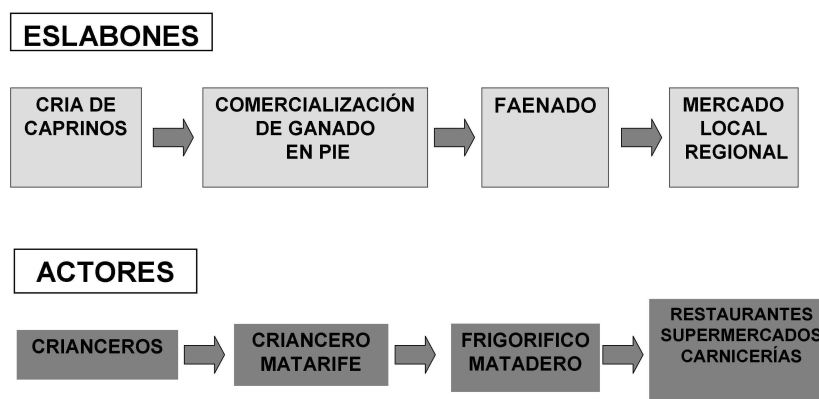 ESLABONES
CRIA DE
CAPRINOS
COMERCIALIZACIÓN
DE GANADO
EN PIE
FAENADO
MERCADO
LOCAL
REGIONAL
ACTORES
CRIANCEROS
CRIANCERO
MATARIFE
FRIGORIFICO
MATADERO
RESTAURANTES
SUPERMERCADOS
CARNICERÍAS